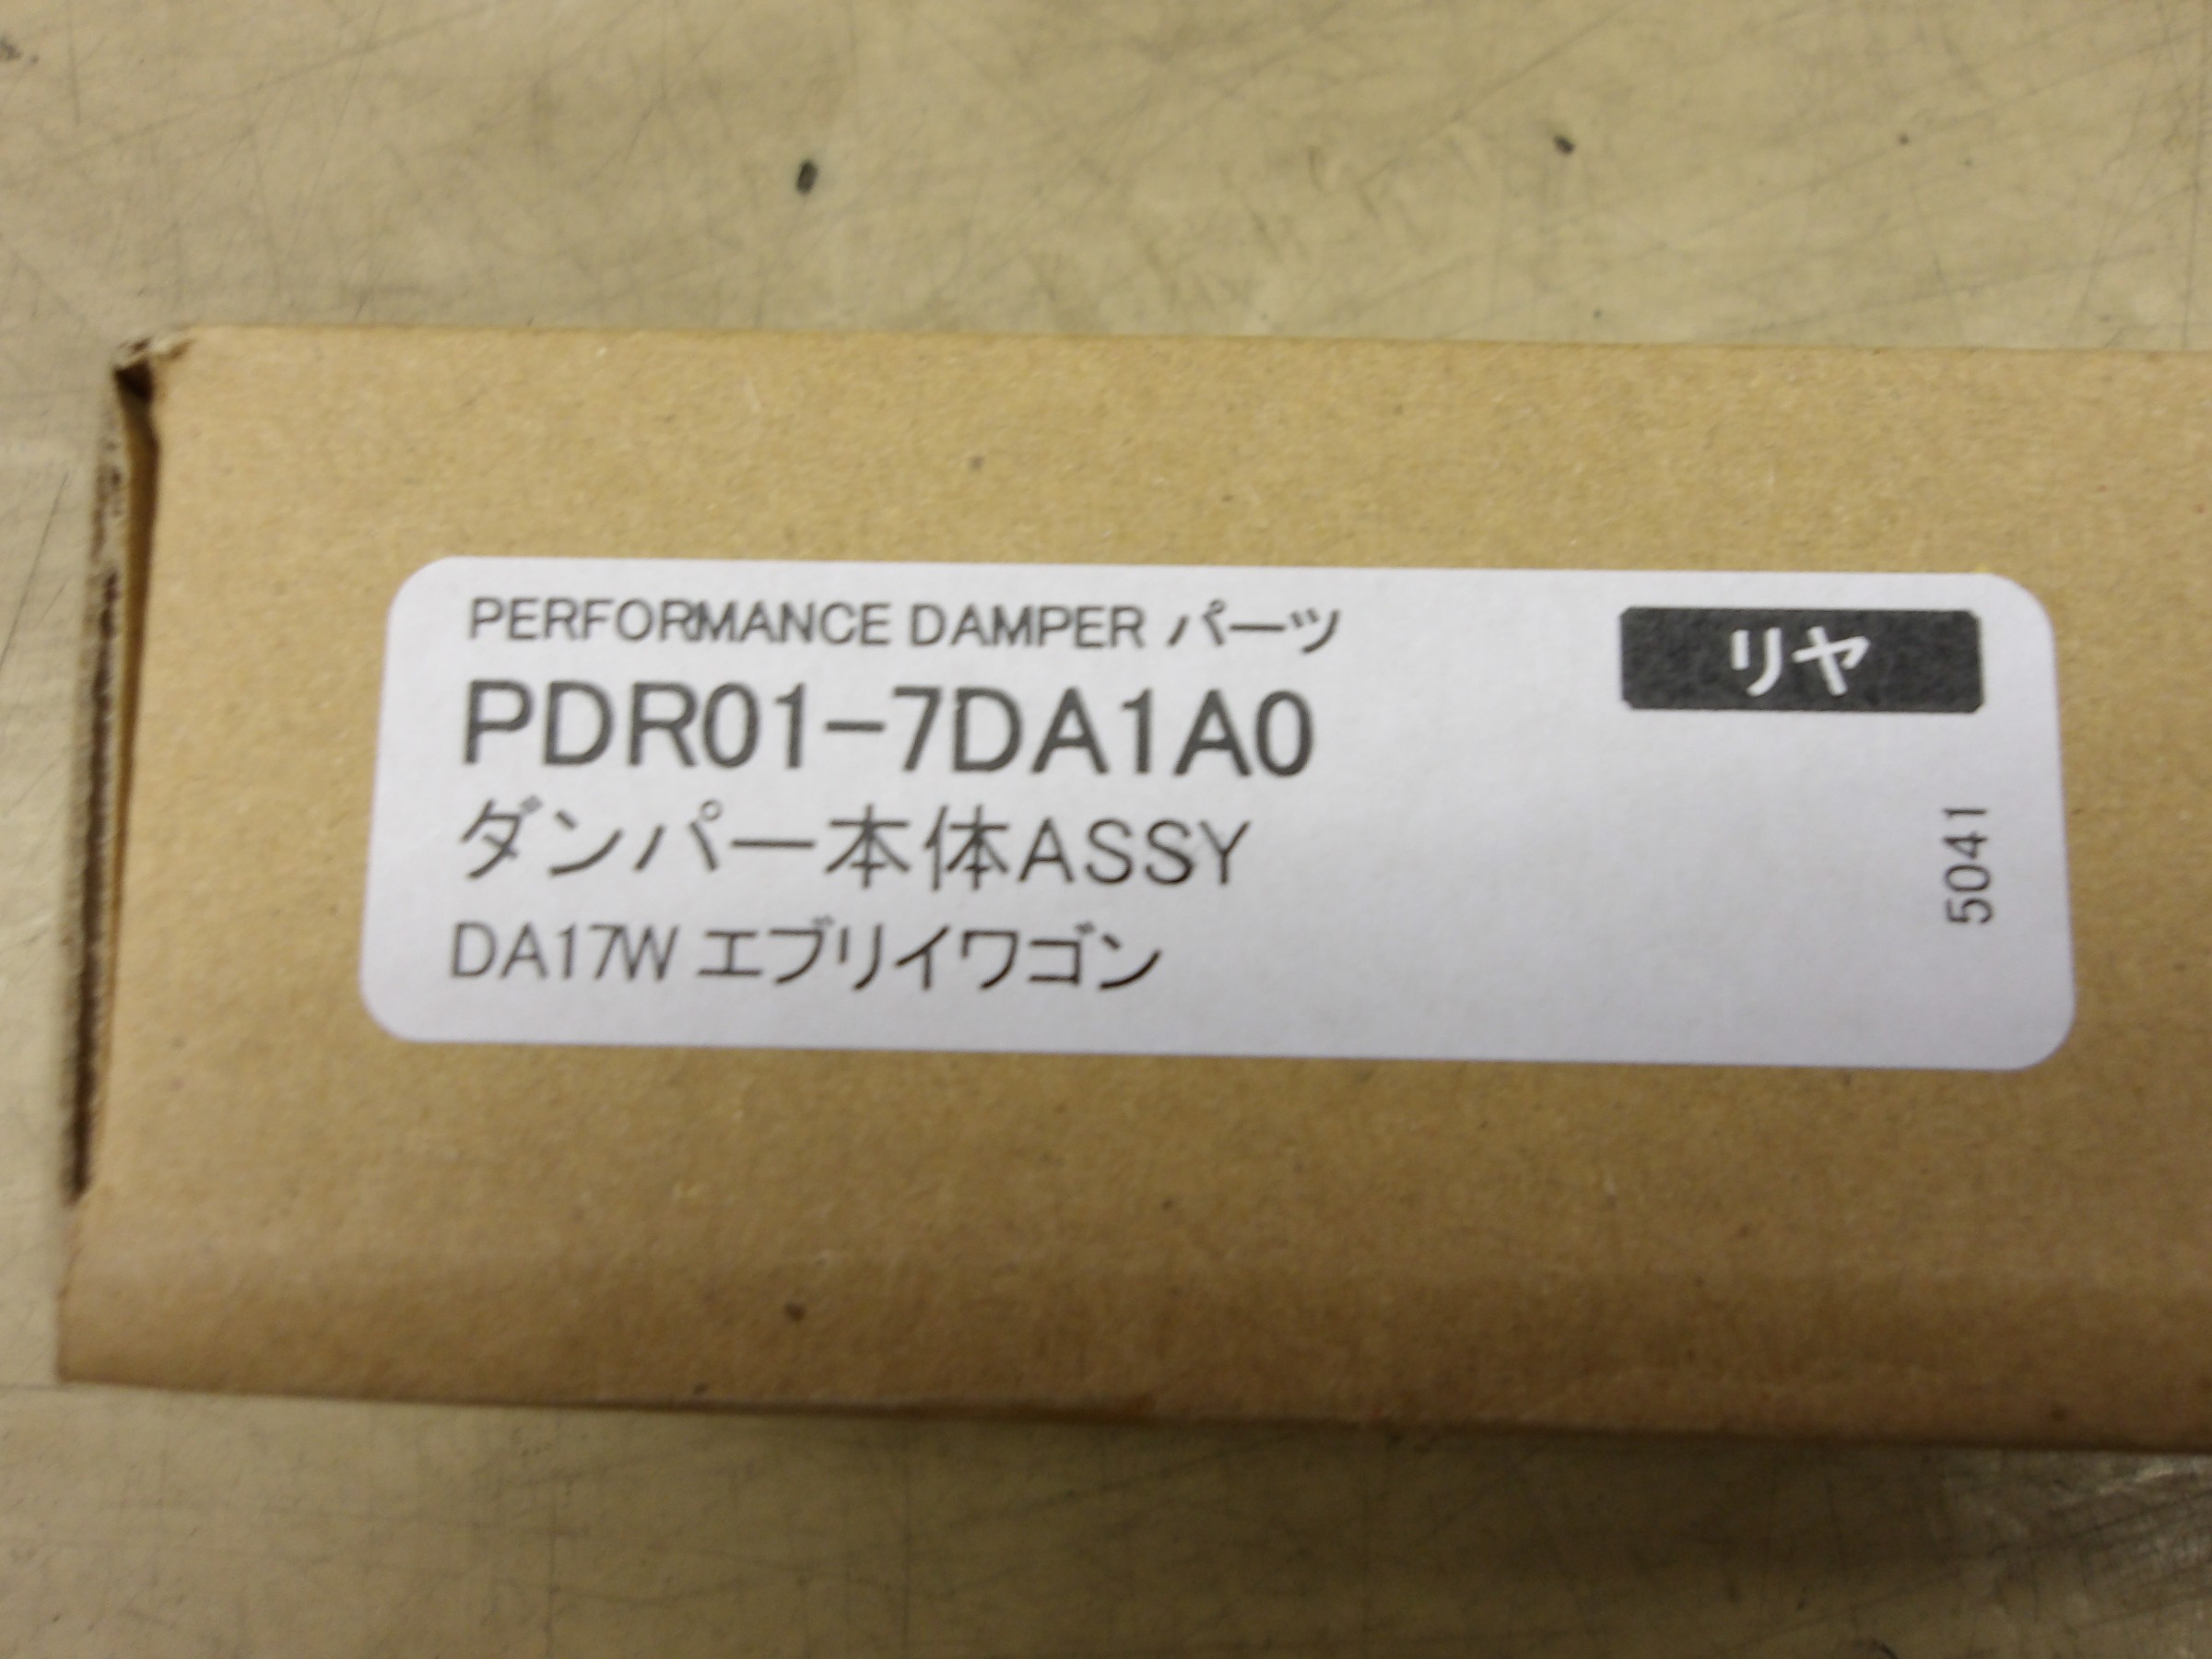 PERFORMANCE DAMPER パーツ
リヤ
PDR01-7DA1A0
ダンパー本体ASSY
DA17W エブリイワゴン
5041